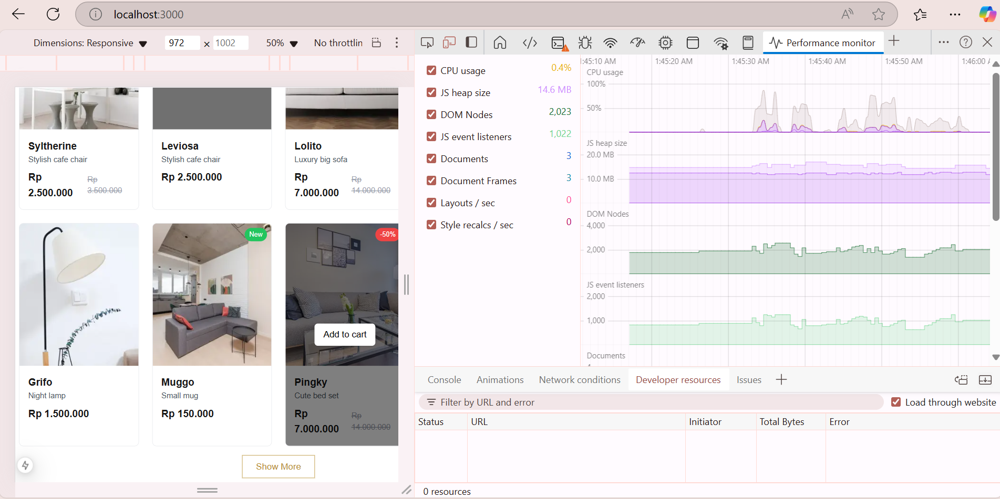 localhost:3000
Dimensions: Responsive 972 × 1002 50% No throttlin
Performance monitor
Syltherine
Stylish cafe chair
Rp 2.500.000
Rp 3.500.000
Leviosa
Stylish cafe chair
Rp 2.500.000
Lolito
Luxury big sofa
Rp 7.000.000
Rp 14.000.000
New
-50%
Add to cart
Grifo
Night lamp
Rp 1.500.000
Muggo
Small mug
Rp 150.000
Pingky
Cute bed set
Rp 7.000.000
Rp 14.000.000
Show More
CPU usage 0.4%
JS heap size 14.6 MB
DOM Nodes 2,023
JS event listeners 1,022
Documents 3
Document Frames 3
Layouts / sec 0
Style recalcs / sec 0
:45:10 AM 1:45:20 AM 1:45:30 AM 1:45:40 AM 1:45:50 AM 1:46:00
CPU usage
100%
50%
JS heap size
20.0 MB
10.0 MB
DOM Nodes
4,000
2,000
JS event listeners
2,000
1,000
Documents
Console Animations Network conditions Developer resources Issues
Filter by URL and error Load through website
Status URL Initiator Total Bytes Error
0 resources